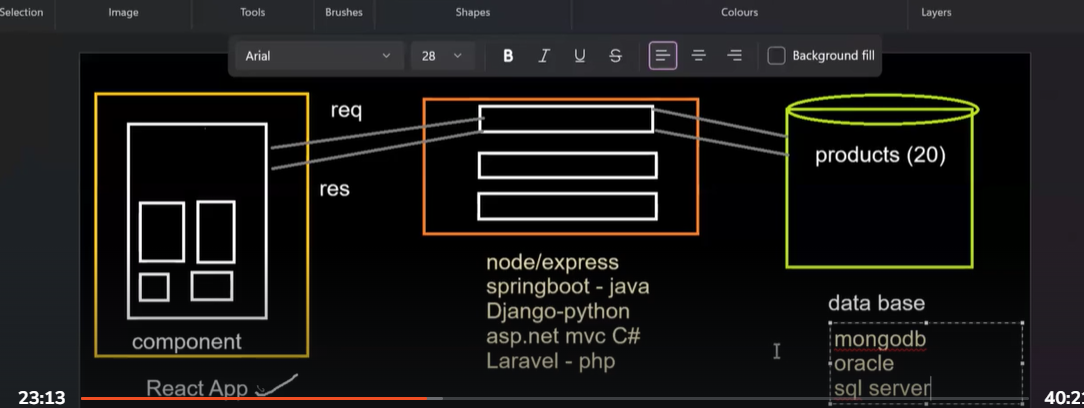 Selection
Image
Tools
Brushes
Shapes
Colours
Layers
Arial
28
B
I
U
S
Background fill
req
res
component
React App
node/express
springboot - java
Django-python
asp.net mvc C#
Laravel - php
products (20)
data base
mongodb
oracle
sql server
23:13